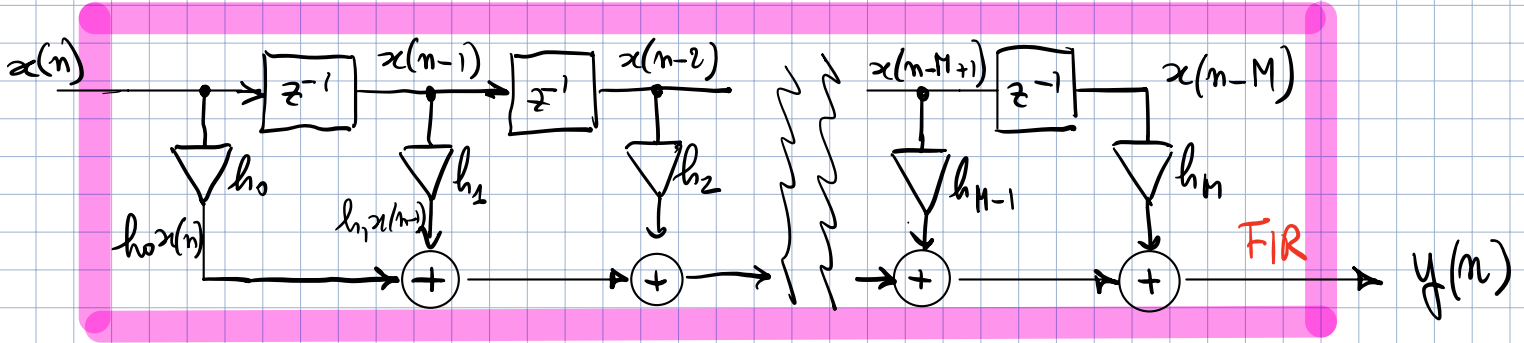 x(n) z⁻¹ x(n-1) z⁻¹ x(n-2) x(n-M+1) z⁻¹ x(n-M)
h₀ h₁ h₂ h_{M-1} h_M
h₀x(n) h₁x(n-1) FIR
+ + + + y(n)